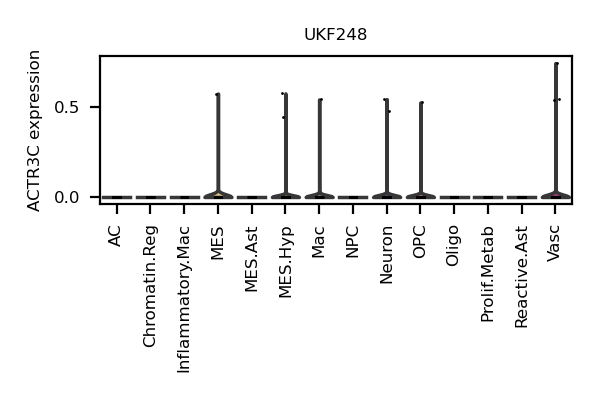 UKF248
ACTR3C expression
0.5
0.0
AC
Chromatin.Reg
Inflammatory.Mac
MES
MES.Ast
MES.Hyp
Mac
NPC
Neuron
OPC
Oligo
Prolif.Metab
Reactive.Ast
Vasc